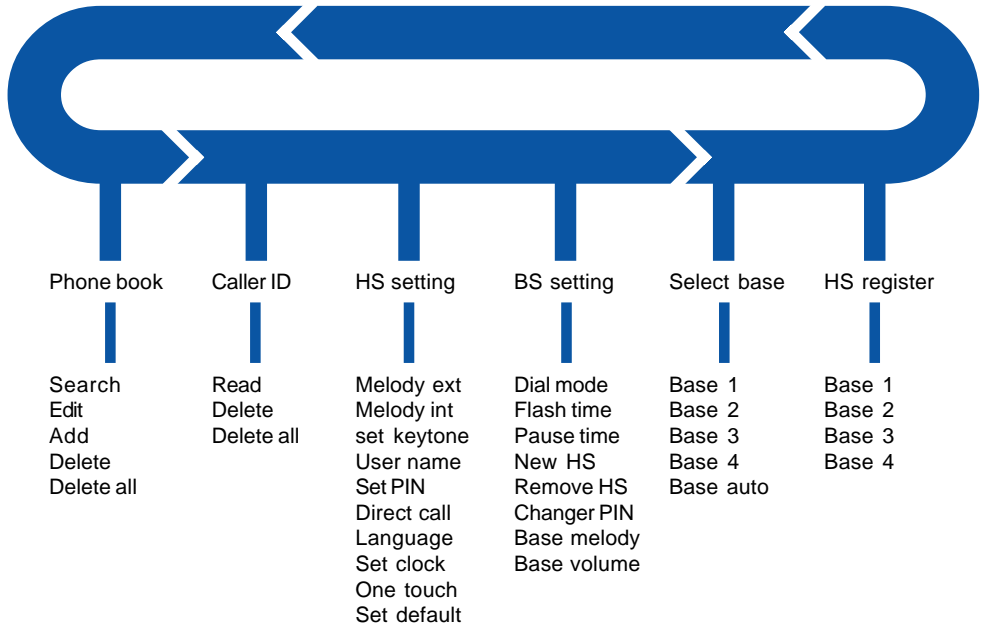 Phone book
Caller ID
HS setting
BS setting
Select base
HS register
Search
Edit
Add
Delete
Delete all
Read
Delete
Delete all
Melody ext
Melody int
set keytone
User name
Set PIN
Direct call
Language
Set clock
One touch
Set default
Dial mode
Flash time
Pause time
New HS
Remove HS
Changer PIN
Base melody
Base volume
Base 1
Base 2
Base 3
Base 4
Base auto
Base 1
Base 2
Base 3
Base 4